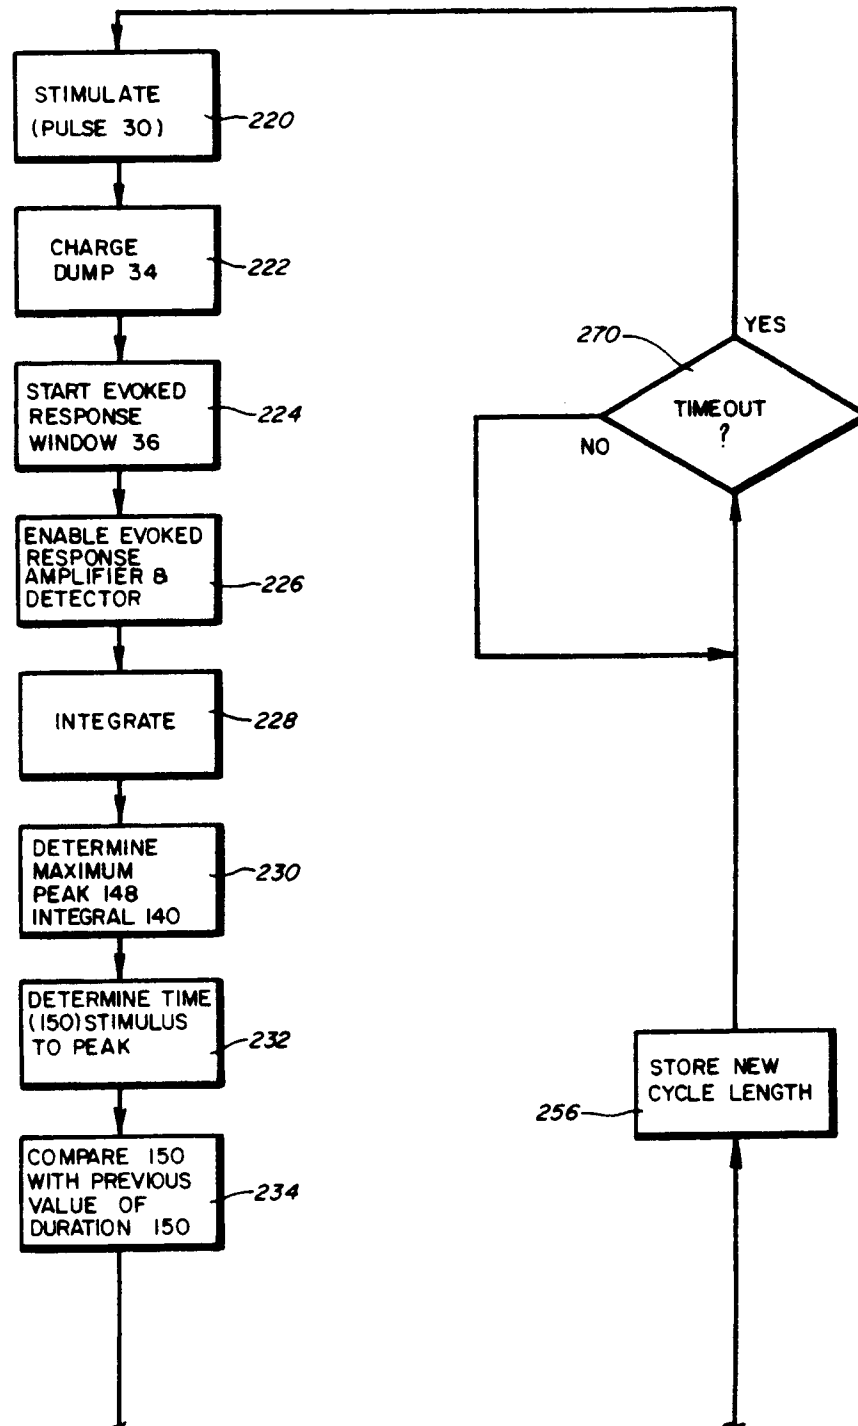 STIMULATE
(PULSE 30)
220
CHARGE
DUMP 34
222
START EVOKED
RESPONSE
WINDOW 36
224
ENABLE EVOKED
RESPONSE
AMPLIFIER &
DETECTOR
226
INTEGRATE
228
DETERMINE
MAXIMUM
PEAK 148
INTEGRAL 140
230
DETERMINE TIME
(150) STIMULUS
TO PEAK
232
COMPARE 150
WITH PREVIOUS
VALUE OF
DURATION 150
234
270
YES
TIMEOUT
?
NO
STORE NEW
CYCLE LENGTH
256